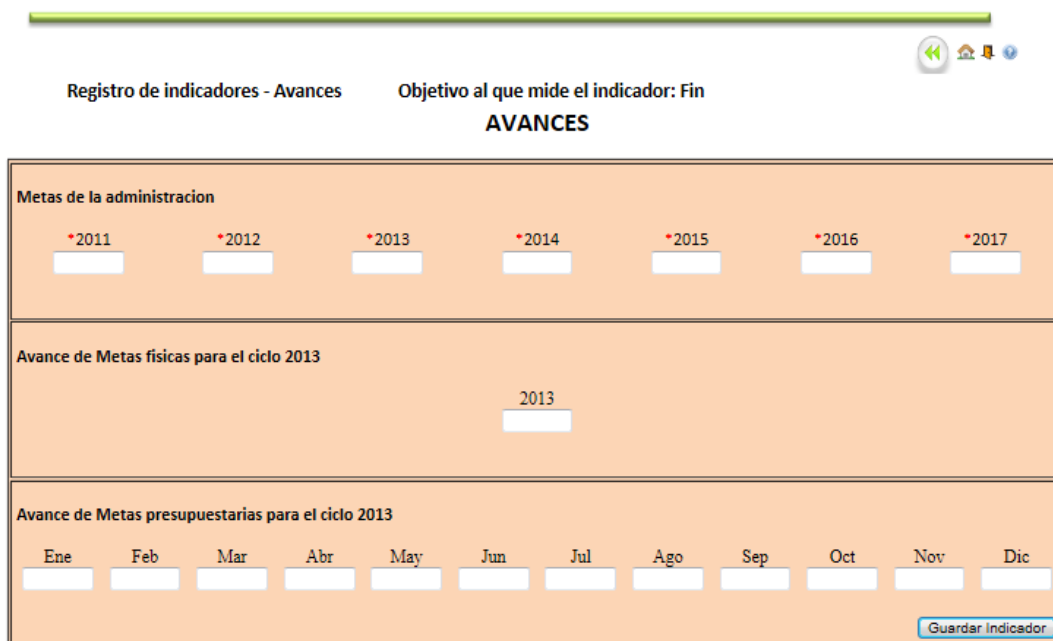 Registro de indicadores - Avances Objetivo al que mide el indicador: Fin
AVANCES
Metas de la administracion
*2011 *2012 *2013 *2014 *2015 *2016 *2017
Avance de Metas fisicas para el ciclo 2013
2013
Avance de Metas presupuestarias para el ciclo 2013
Ene Feb Mar Abr May Jun Jul Ago Sep Oct Nov Dic
Guardar Indicador